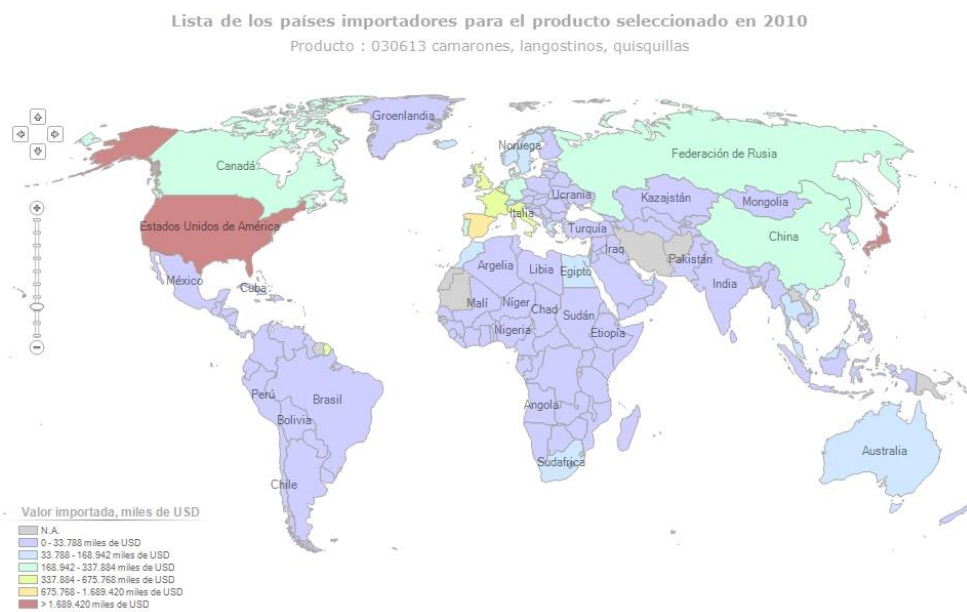 Lista de los países importadores para el producto seleccionado en 2010
Producto : 030613 camarones, langostinos, quisquillas
Groenlandia
Noruega
Canadá
Federación de Rusia
Ucrania
Kazajstán
Mongolia
Italia
Estados Unidos de América
Turquía
China
Iraq
Pakistán
Argelia
Libia
Egipto
México
India
Cuba
Malí
Níger
Chad
Sudán
Nigeria
Etiopía
Perú
Brasil
Angola
Bolivia
Australia
Sudafrica
Chile
Valor importada, miles de USD
N.A.
0 - 33.788 miles de USD
33.788 - 168.942 miles de USD
168.942 - 337.884 miles de USD
337.884 - 675.768 miles de USD
675.768 - 1.689.420 miles de USD
> 1.689.420 miles de USD